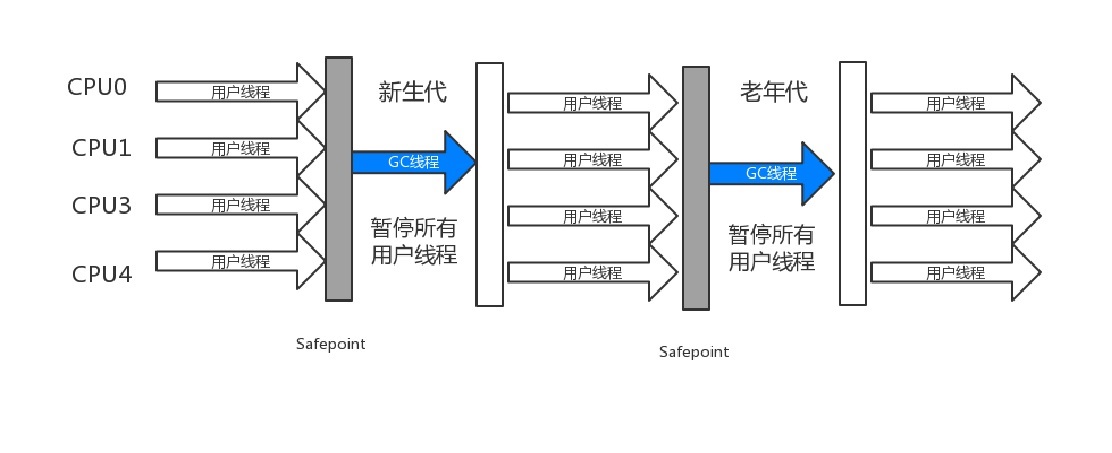 CPU0
用户线程
新生代
用户线程
老年代
用户线程
CPU1
用户线程
GC线程
用户线程
GC线程
用户线程
CPU3
用户线程
暂停所有
用户线程
用户线程
暂停所有
用户线程
用户线程
CPU4
用户线程
用户线程
用户线程
Safepoint
Safepoint